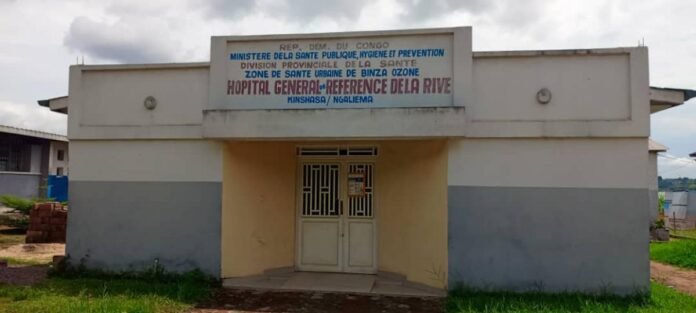 REP. DEM. DU CONGO
MINISTERE DE LA SANTE PUBLIQUE, HYGIENE ET PREVENTION
DIVISION PROVINCIALE DE LA SANTE
ZONE DE SANTE URBAINE DE BINZA OZONE
HOPITAL GENERAL DE REFERENCE DE LA RIVE
KINSHASA/NGALIEMA